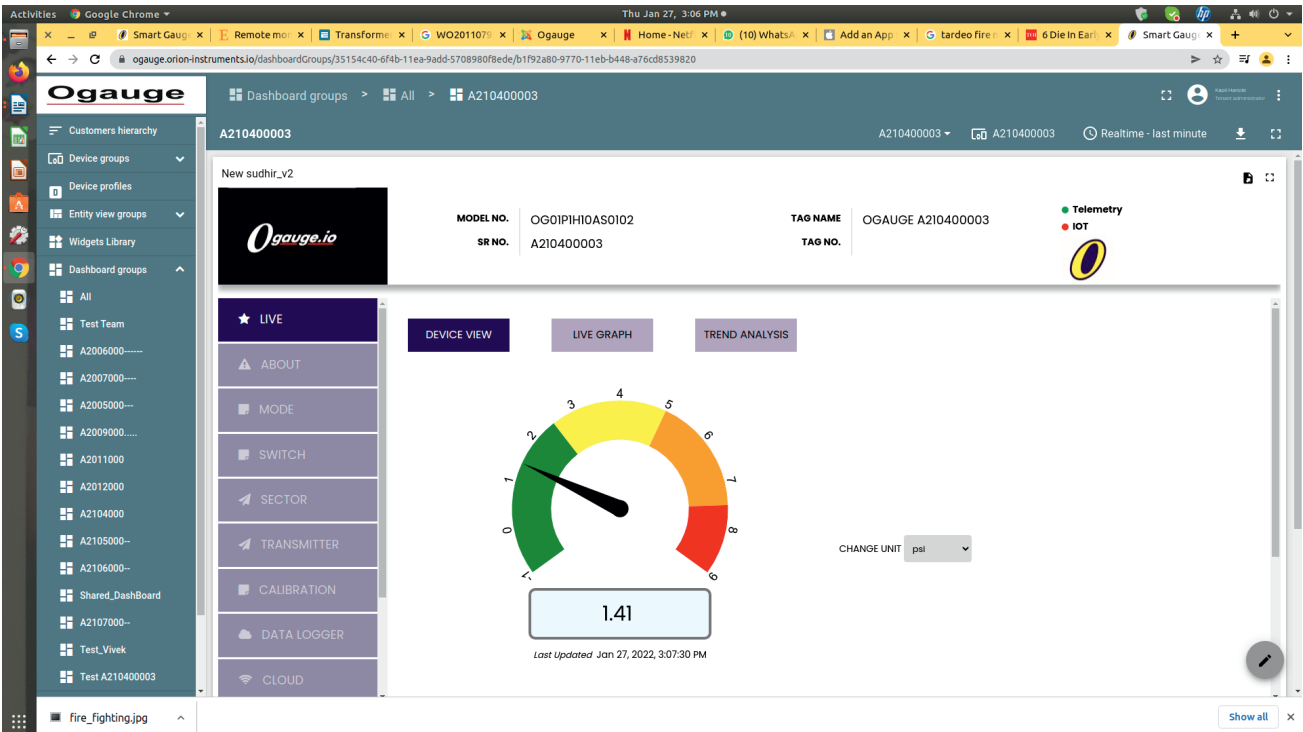 Activities Google Chrome Thu Jan 27, 3:06 PM
Smart Gaug Remote mor Transforme WO2011079 Ogauge Home - Netf (10) WhatsA Add an App tardeo fire n 6 Die In Earl Smart Gaug
ogauge.orion-instruments.io/dashboardGroups/35154c40-6f4b-11ea-9add-5708980f8ede/b1f92a80-9770-11eb-b448-a76cd8539820
Ogauge
Dashboard groups > All > A210400003
A210400003 A210400003 A210400003 Realtime - last minute
Customers hierarchy
Device groups
Device profiles
Entity view groups
Widgets Library
Dashboard groups
All
Test Team
A2006000------
A2007000----
A2005000---
A2009000.....
A2011000
A2012000
A2104000
A2105000--
A2106000--
Shared_DashBoard
A2107000--
Test_Vivek
Test A210400003
New sudhir_v2
Ogauge.io
MODEL NO. OG01P1H10AS0102
SR NO. A210400003
TAG NAME OGAUGE A210400003
TAG NO.
Telemetry
IOT
LIVE
ABOUT
MODE
SWITCH
SECTOR
TRANSMITTER
CALIBRATION
DATA LOGGER
CLOUD
DEVICE VIEW LIVE GRAPH TREND ANALYSIS
-1 0 1 2 3 4 5 6 7 8 9
1.41
Last Updated Jan 27, 2022, 3:07:30 PM
CHANGE UNIT psi
fire_fighting.jpg
Show all